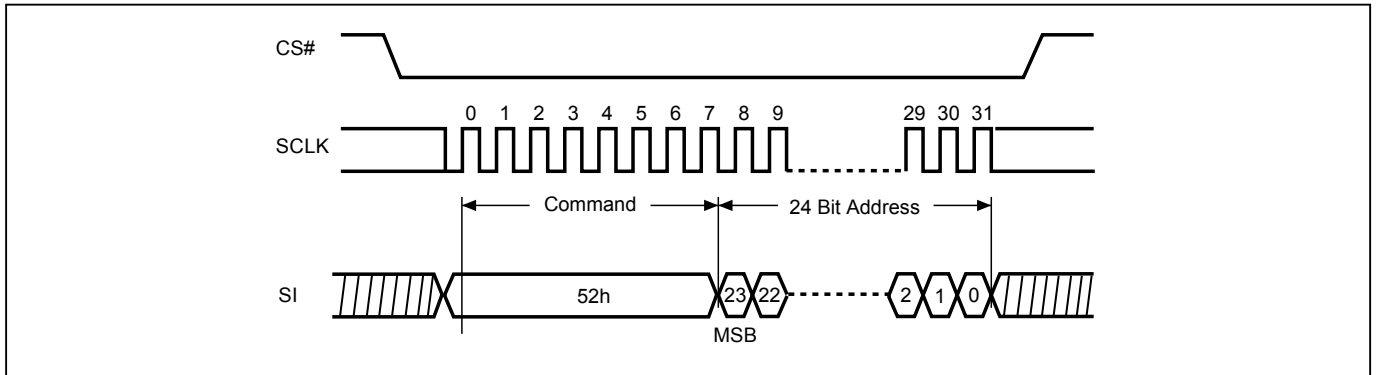 CS#
0 1 2 3 4 5 6 7 8 9 29 30 31
SCLK
Command 24 Bit Address
SI 52h 23 22 2 1 0
MSB